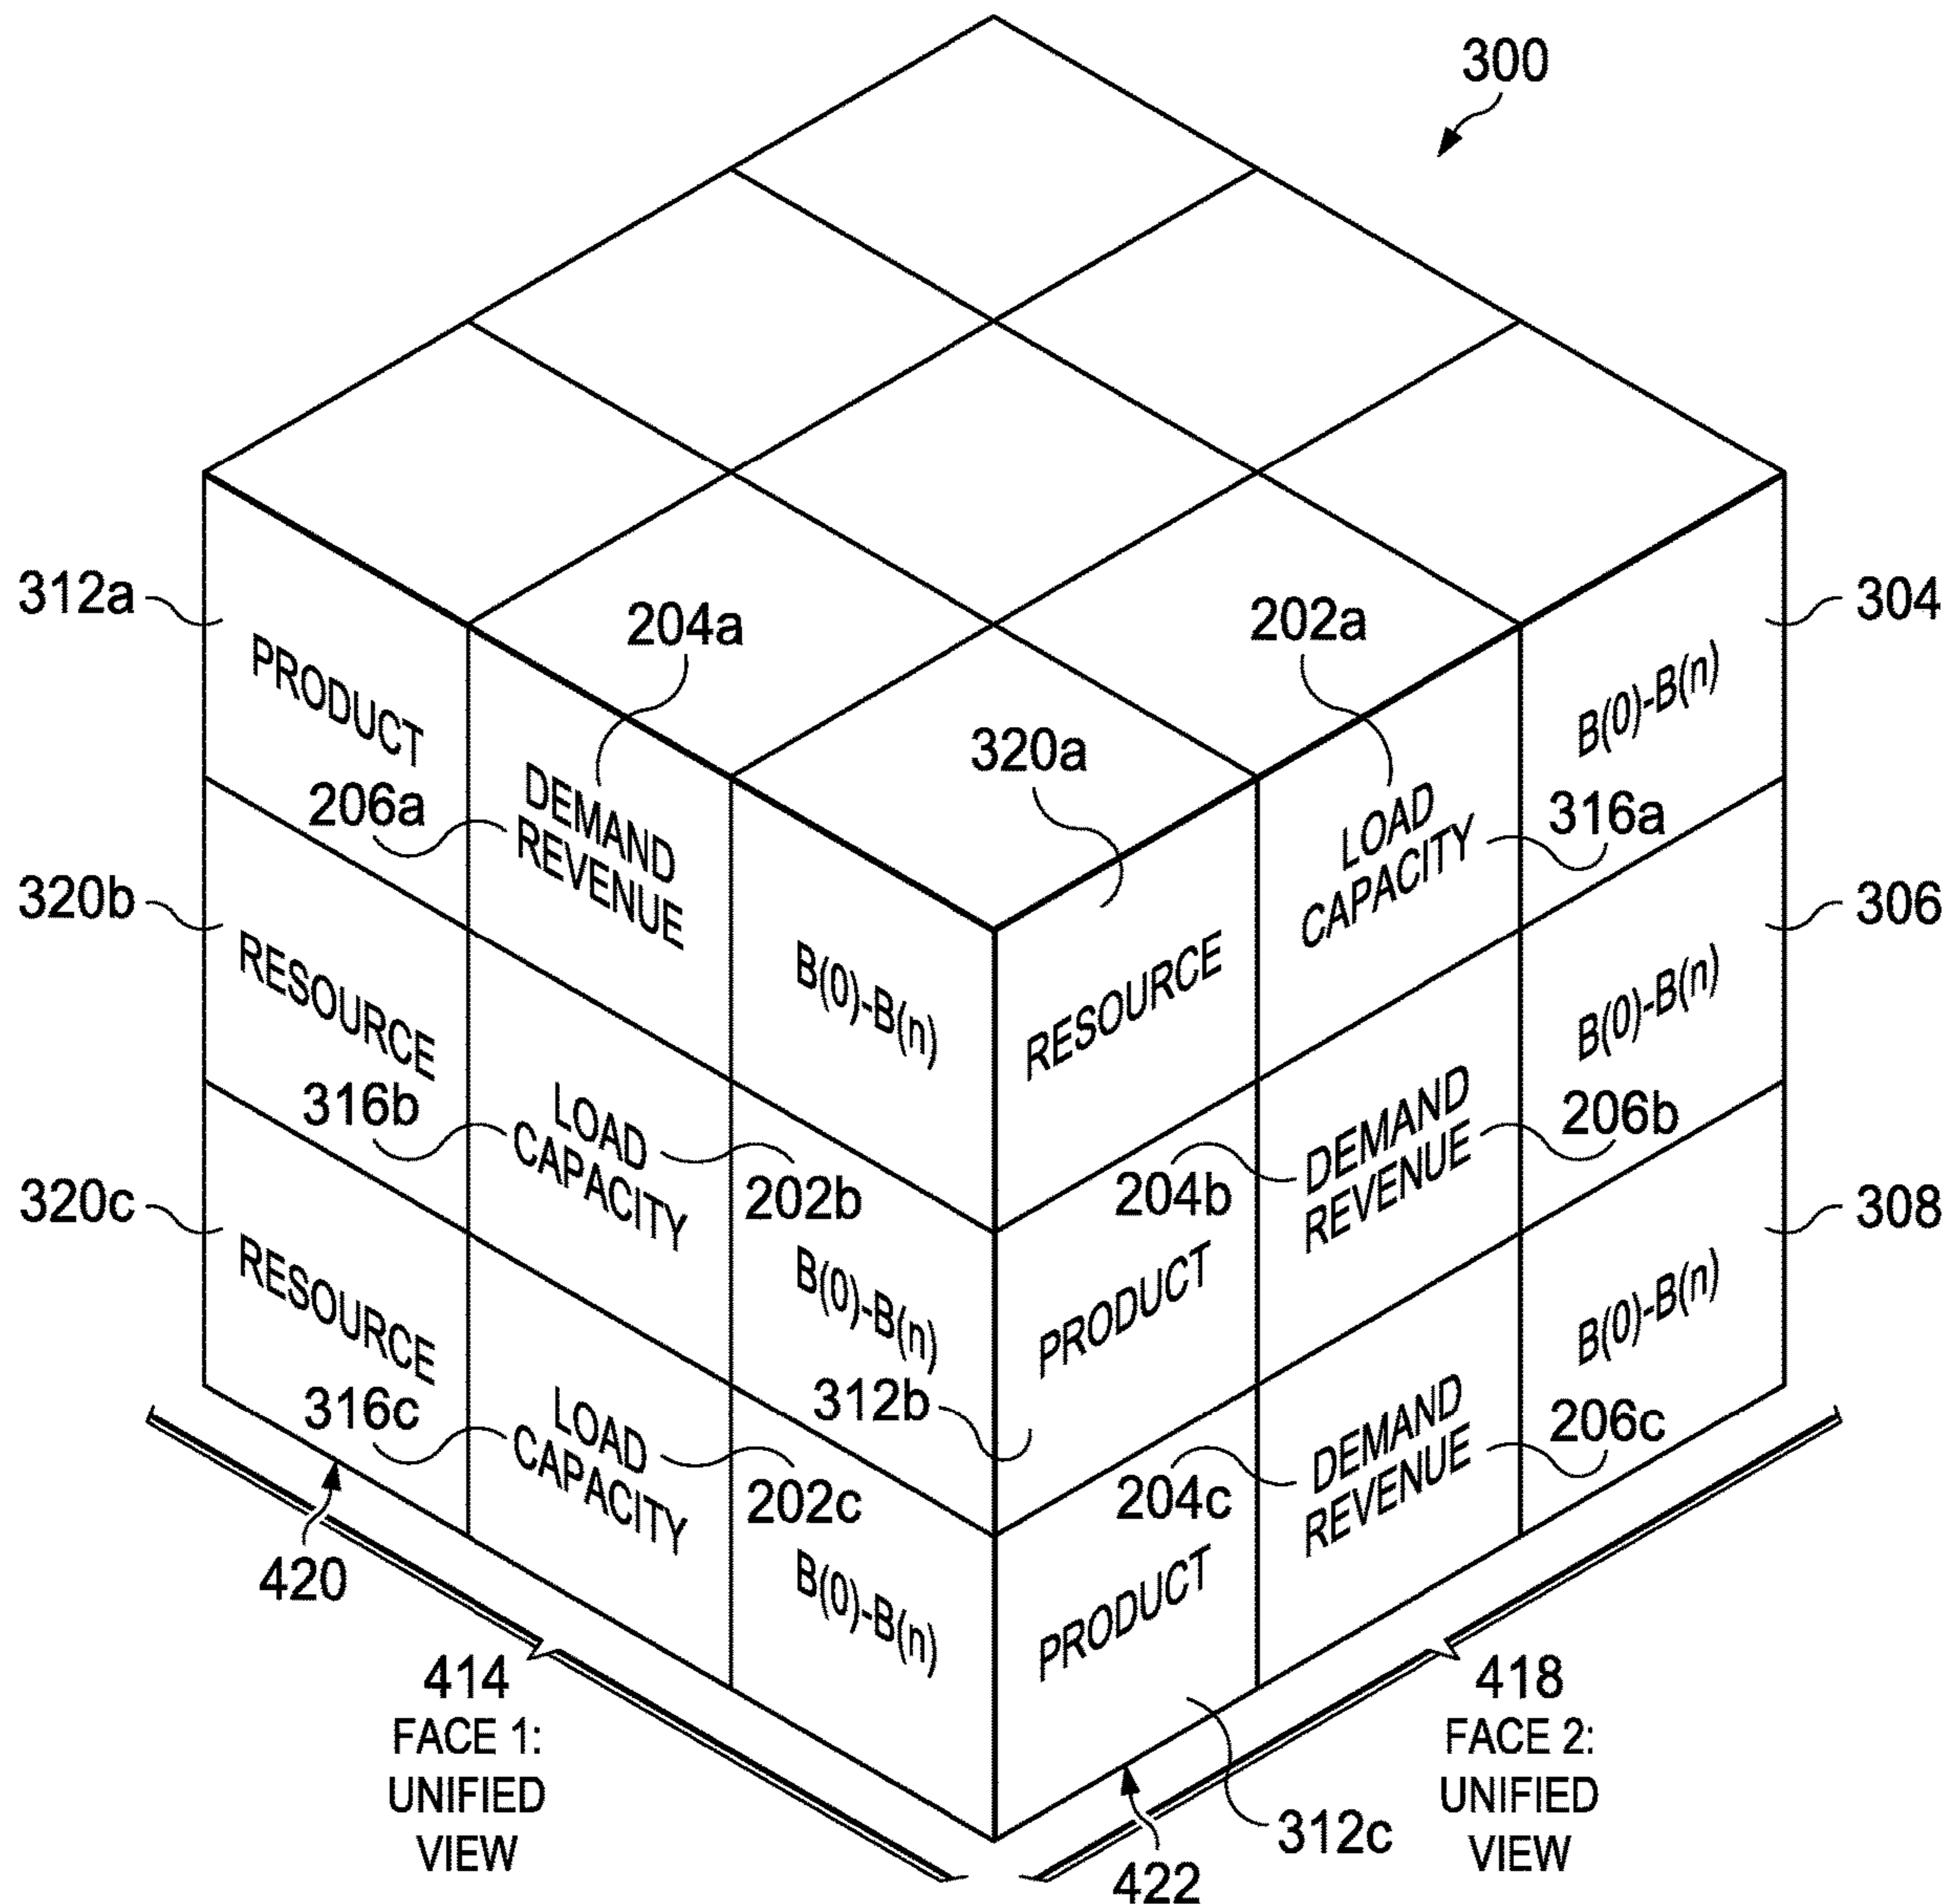 300
312a
PRODUCT
204a
206a
DEMAND
REVENUE
B(0)-B(n)
320a
RESOURCE
202a
LOAD
CAPACITY
316a
B(0)-B(n)
304
320b
RESOURCE
316b
LOAD
CAPACITY
202b
B(0)-B(n)
312b
PRODUCT
204b
DEMAND
REVENUE
206b
B(0)-B(n)
306
320c
RESOURCE
316c
LOAD
CAPACITY
202c
B(0)-B(n)
PRODUCT
204c
DEMAND
REVENUE
206c
B(0)-B(n)
308
420
414
FACE 1:
UNIFIED
VIEW
418
FACE 2:
UNIFIED
VIEW
312c
422